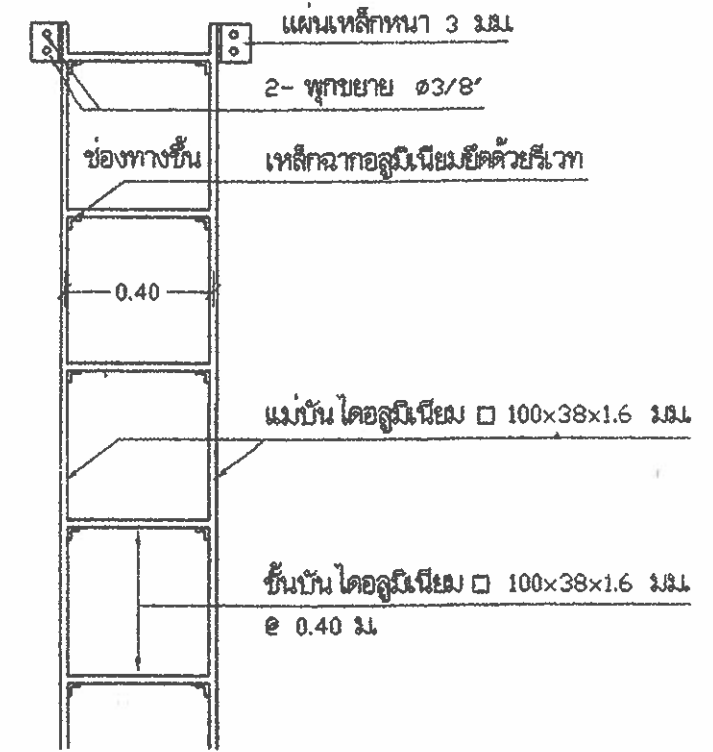 แผ่นเหล็กหนา 3 มม.
2- พุกขยาย ø3/8"
ช่องทางขึ้น
เหล็กฉากอลูมิเนียมยึดด้วยรีเวท
0.40
แม่บันไดอลูมิเนียม □ 100×38×1.6 มม.
ขั้นบันไดอลูมิเนียม □ 100×38×1.6 มม.
@ 0.40 ม.